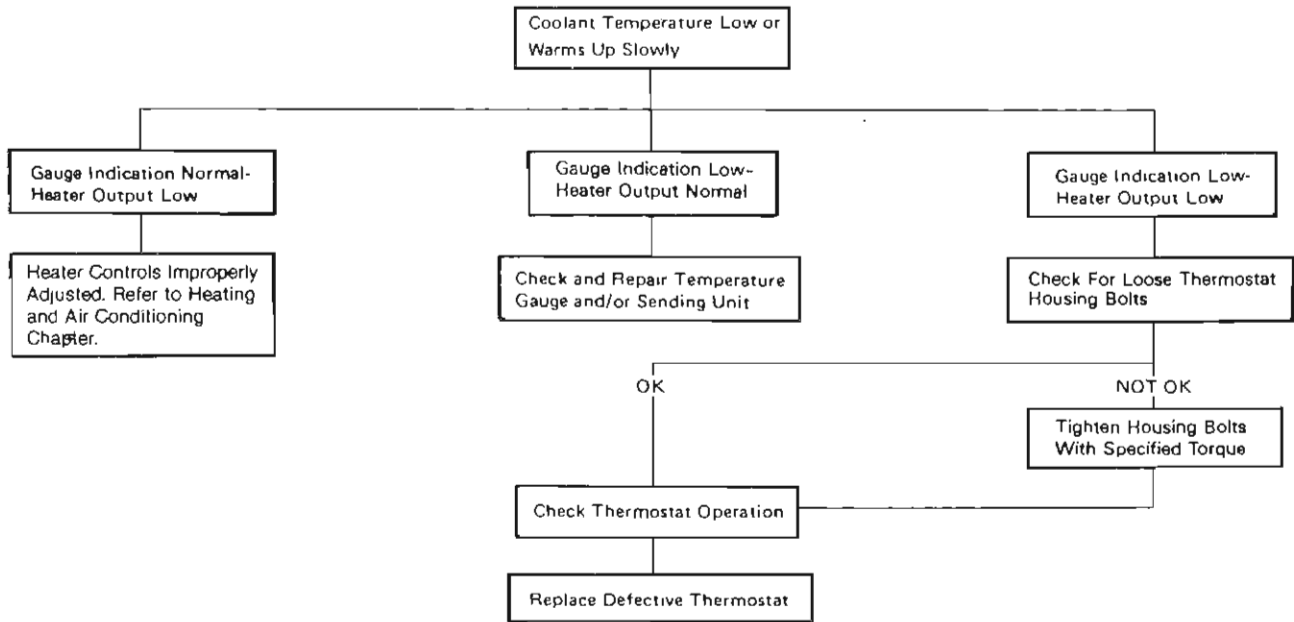 Coolant Temperature Low or
Warms Up Slowly
Gauge Indication Normal-
Heater Output Low
Gauge Indication Low-
Heater Output Normal
Gauge Indication Low-
Heater Output Low
Heater Controls Improperly
Adjusted. Refer to Heating
and Air Conditioning
Chapter.
Check and Repair Temperature
Gauge and/or Sending Unit
Check For Loose Thermostat
Housing Bolts
OK
NOT OK
Tighten Housing Bolts
With Specified Torque
Check Thermostat Operation
Replace Defective Thermostat